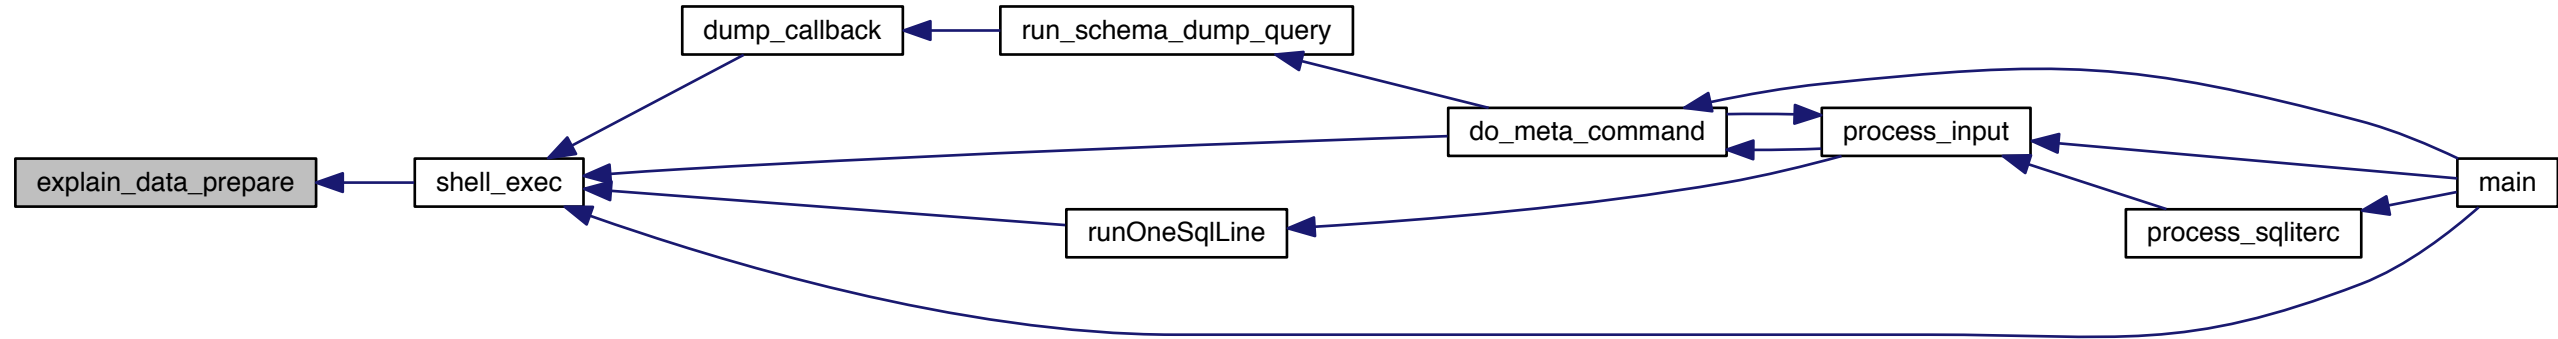 dump_callback
run_schema_dump_query
do_meta_command
process_input
explain_data_prepare
shell_exec
main
runOneSqlLine
process_sqliterc